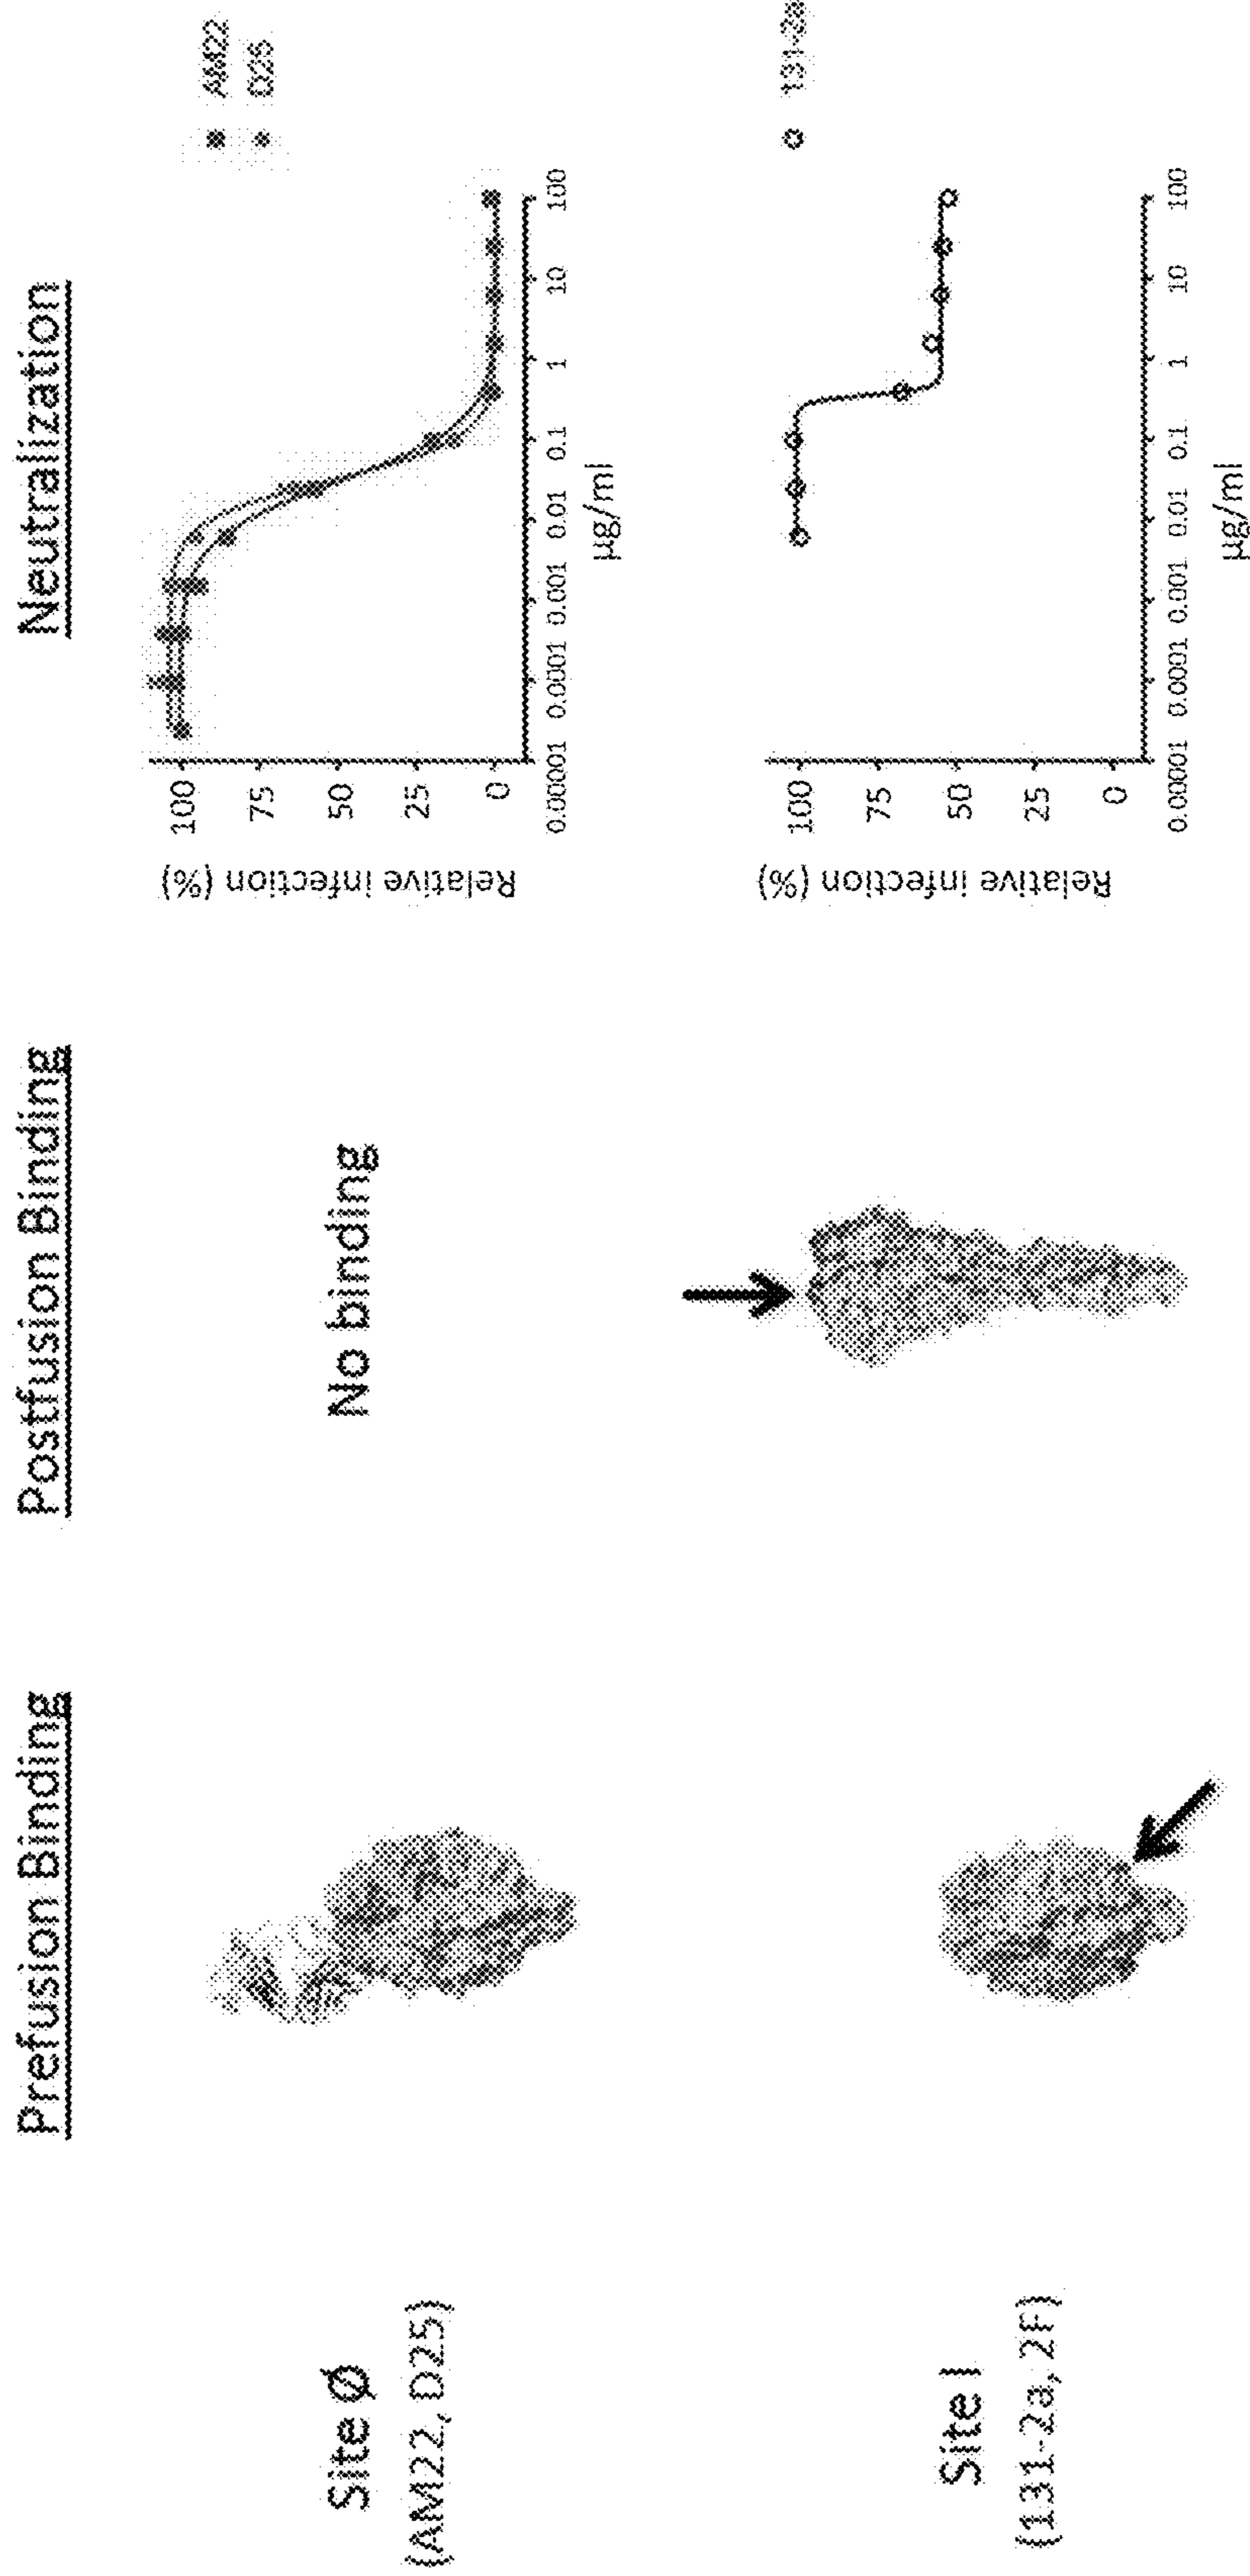 Prefusion Binding
Postfusion Binding
Neutralization
Site Ø
(AM22, D25)
No binding
Relative infection (%)
100
75
50
25
0
0.00001 0.0001 0.001 0.01 0.1 1 10 100
µg/ml
AM22
D25
Site I
(131-2a, 2F)
Relative infection (%)
100
75
50
25
0
0.00001 0.0001 0.001 0.01 0.1 1 10 100
µg/ml
131-2a